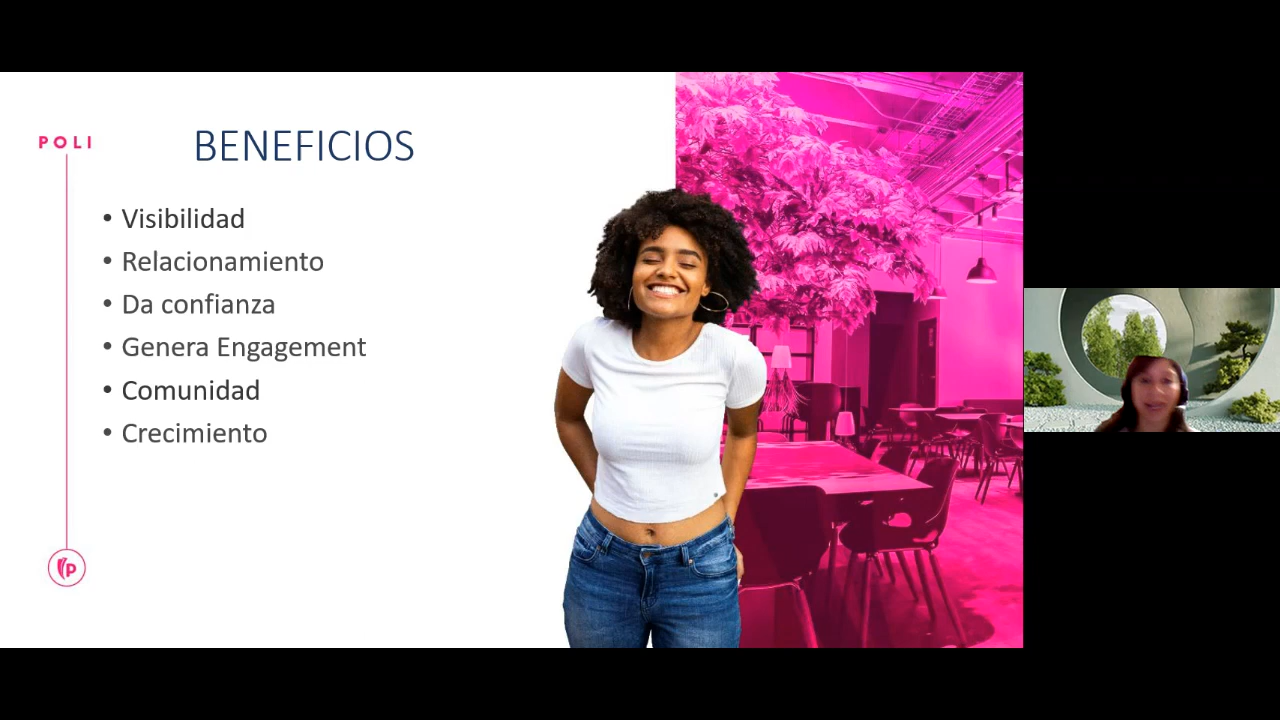 POLI
BENEFICIOS
• Visibilidad
• Relacionamiento
• Da confianza
• Genera Engagement
• Comunidad
• Crecimiento
P